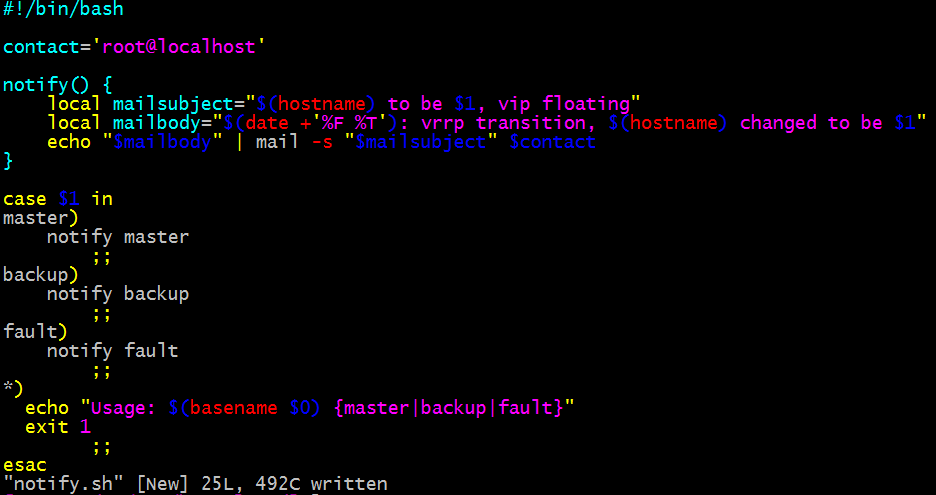 #!/bin/bash

contact='root@localhost'

notify() {
    local mailsubject="$(hostname) to be $1, vip floating"
    local mailbody="$(date +'%F %T'): vrrp transition, $(hostname) changed to be $1"
    echo "$mailbody" | mail -s "$mailsubject" $contact
}

case $1 in
master)
    notify master
        ;;
backup)
    notify backup
        ;;
fault)
    notify fault
        ;;
*)
  echo "Usage: $(basename $0) {master|backup|fault}"
  exit 1
        ;;
esac
"notify.sh" [New] 25L, 492C written